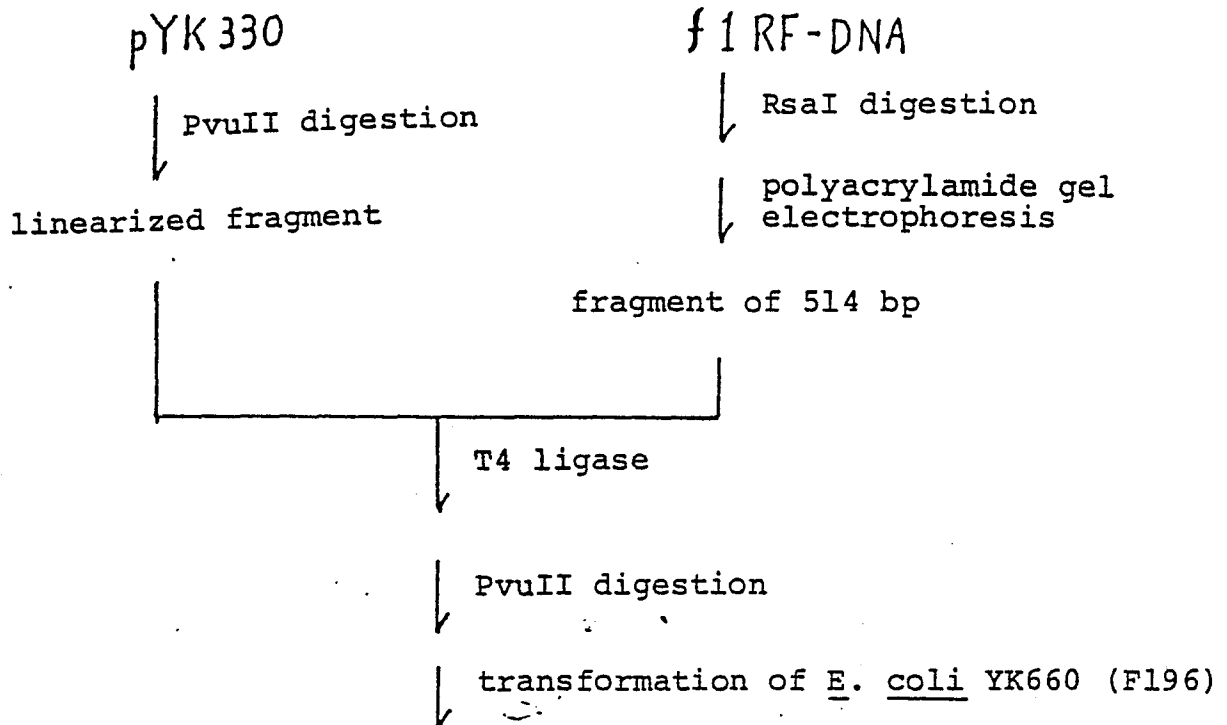 pYK330
f1 RF-DNA
PvuII digestion
RsaI digestion
linearized fragment
polyacrylamide gel
electrophoresis
fragment of 514 bp
T4 ligase
PvuII digestion
transformation of E. coli YK660 (F196)